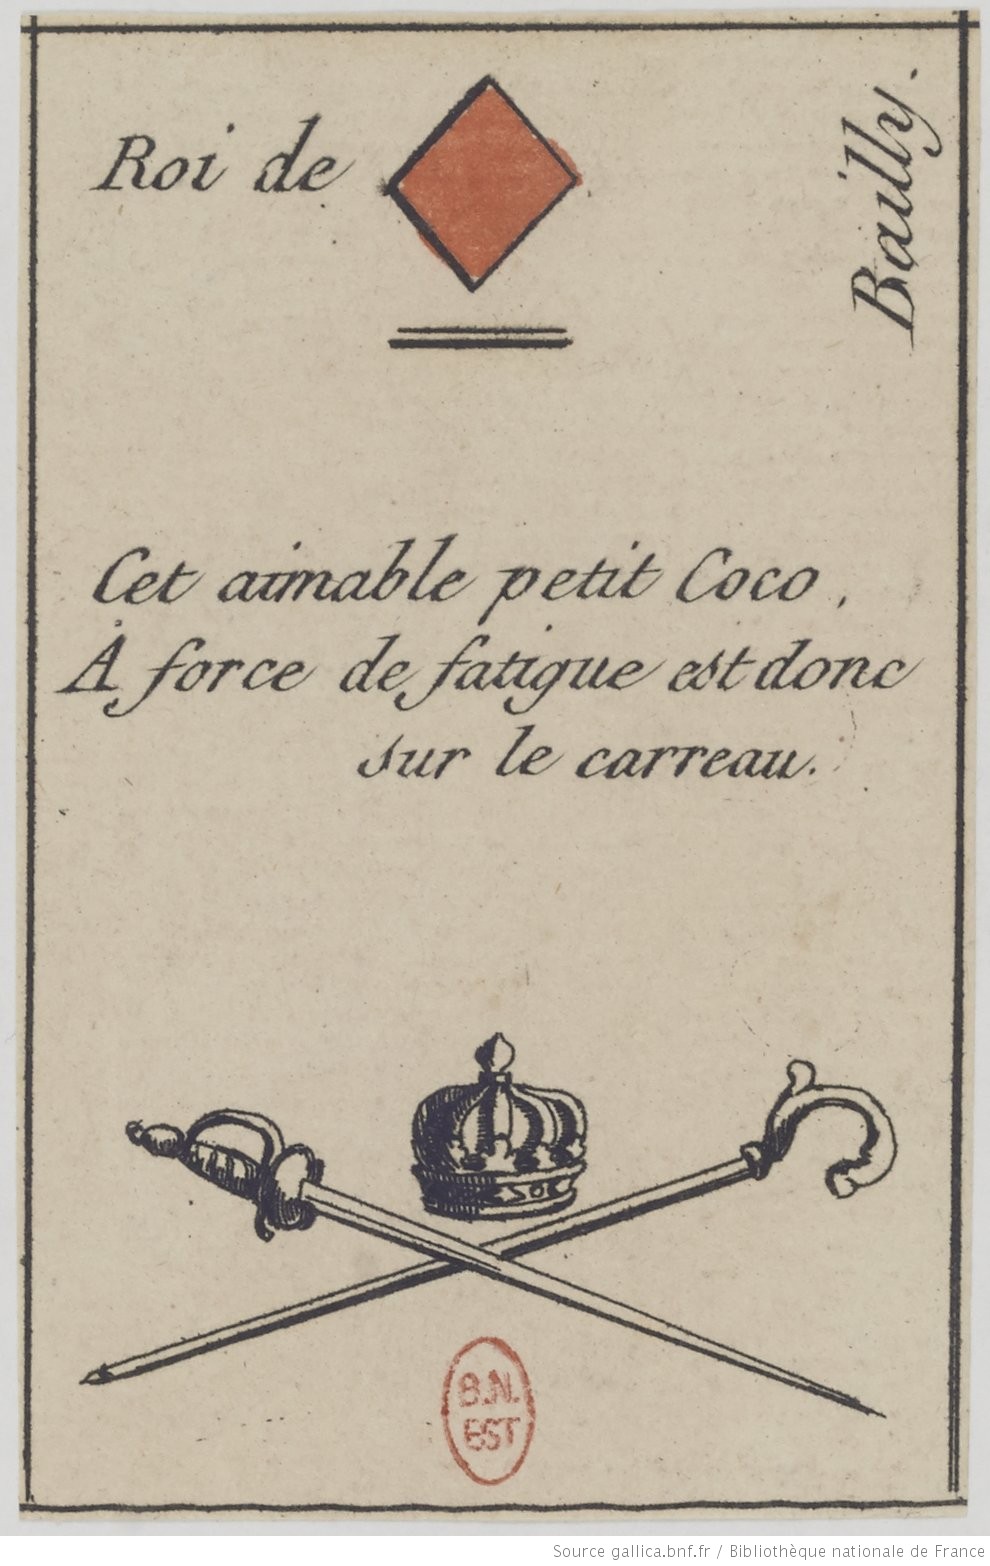 Roi de
Bailly.
Cet aimable petit Coco,
A force de fatigue est donc
sur le carreau.
B.N.
EST
Source gallica.bnf.fr / Bibliothèque nationale de France